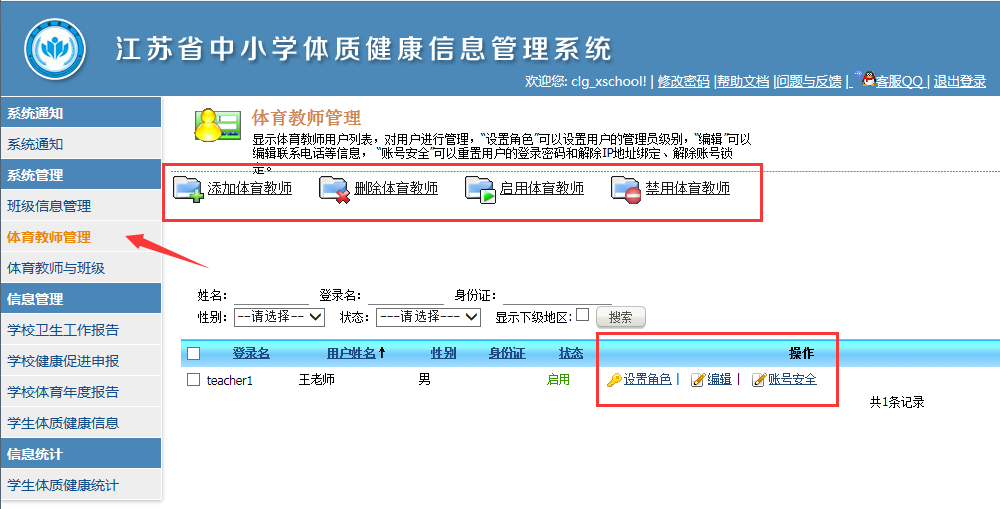 江苏省中小学体质健康信息管理系统
欢迎您: clg_xschool! | 修改密码 |帮助文档 |问题与反馈 | 客服QQ | 退出登录
系统通知
系统通知
系统管理
班级信息管理
体育教师管理
体育教师与班级
信息管理
学校卫生工作报告
学校健康促进申报
学校体育年度报告
学生体质健康信息
信息统计
学生体质健康统计
体育教师管理
显示体育教师用户列表，对用户进行管理，“设置角色”可以设置用户的管理员级别，“编辑”可以
编辑联系电话等信息，“账号安全”可以重置用户的登录密码和解除IP地址绑定、解除账号锁
定。
添加体育教师 删除体育教师 启用体育教师 禁用体育教师
姓名: 登录名: 身份证:
性别: --请选择-- 状态: ---请选择--- 显示下级地区: 搜索
登录名 用户姓名 性别 身份证 状态 操作
teacher1 王老师 男 启用 设置角色 | 编辑 | 账号安全
共1条记录